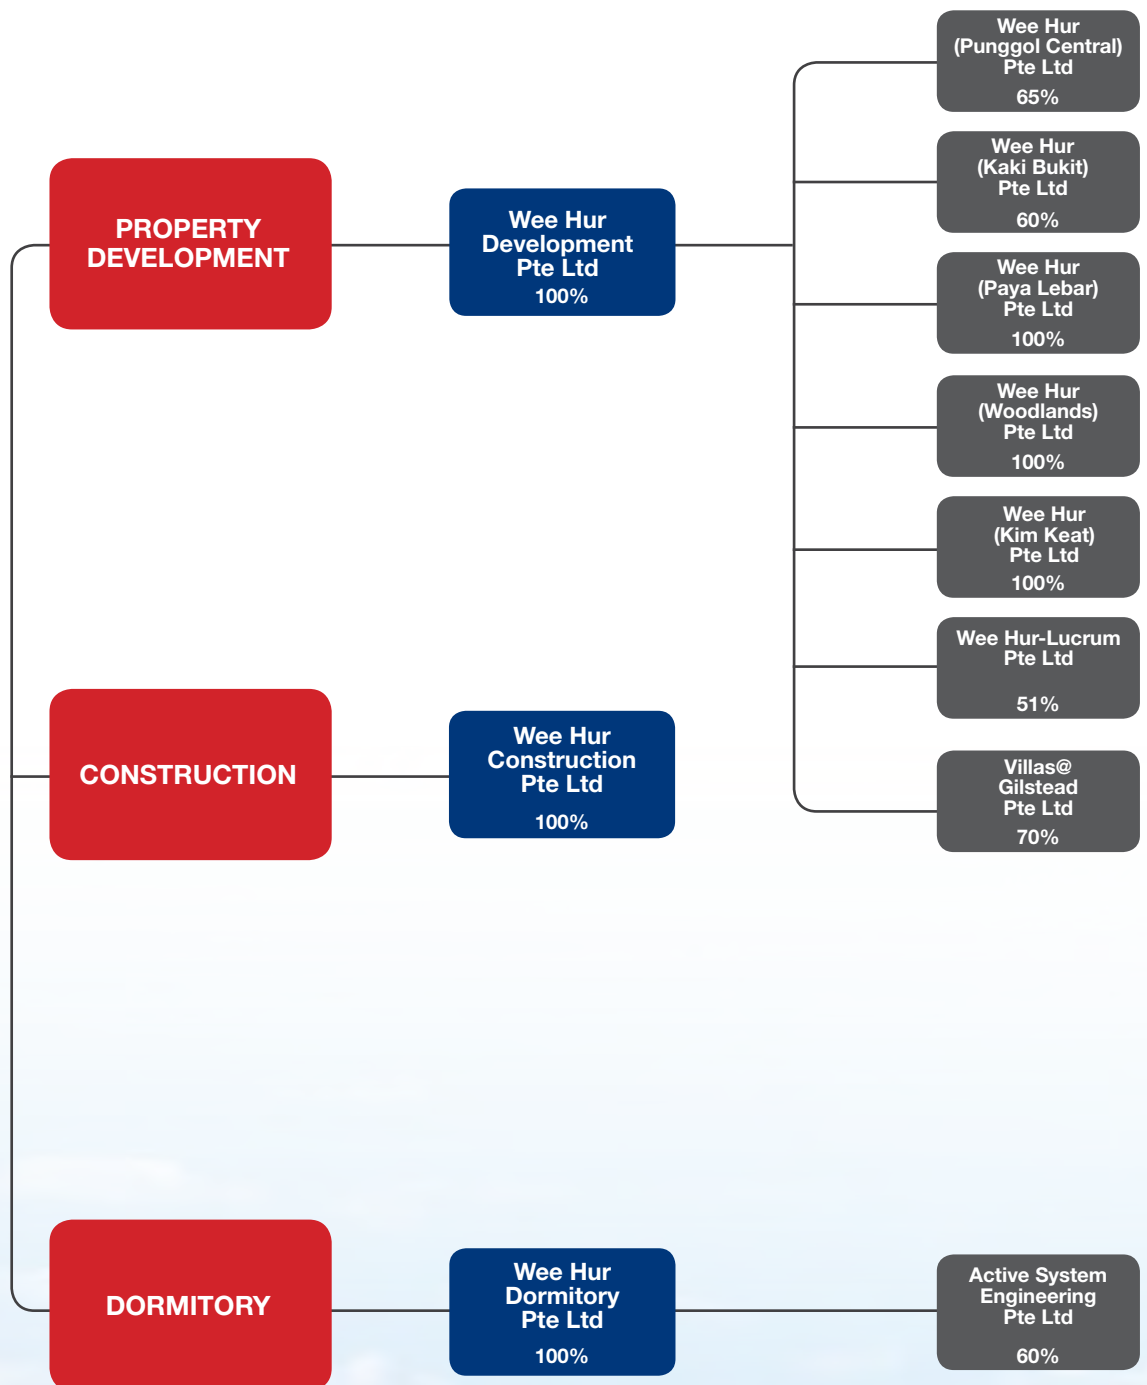 PROPERTY
DEVELOPMENT
Wee Hur
Development
Pte Ltd
100%
Wee Hur
(Punggol Central)
Pte Ltd
65%
Wee Hur
(Kaki Bukit)
Pte Ltd
60%
Wee Hur
(Paya Lebar)
Pte Ltd
100%
Wee Hur
(Woodlands)
Pte Ltd
100%
Wee Hur
(Kim Keat)
Pte Ltd
100%
Wee Hur-Lucrum
Pte Ltd
51%
Villas@
Gilstead
Pte Ltd
70%
CONSTRUCTION
Wee Hur
Construction
Pte Ltd
100%
DORMITORY
Wee Hur
Dormitory
Pte Ltd
100%
Active System
Engineering
Pte Ltd
60%